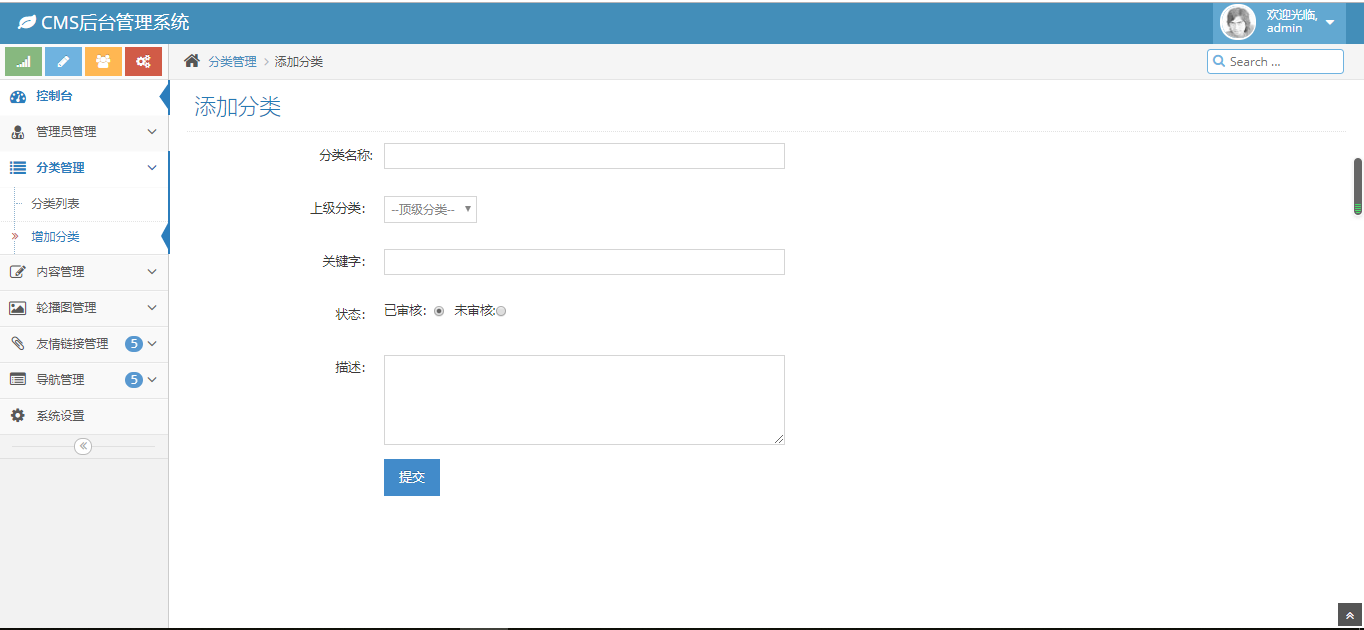 CMS后台管理系统
欢迎光临,
admin
分类管理 > 添加分类
Search ...
控制台
管理员管理
分类管理
分类列表
增加分类
内容管理
轮播图管理
友情链接管理 5
导航管理 5
系统设置
添加分类
分类名称:
上级分类: --顶级分类--
关键字:
状态: 已审核: 未审核:
描述:
提交